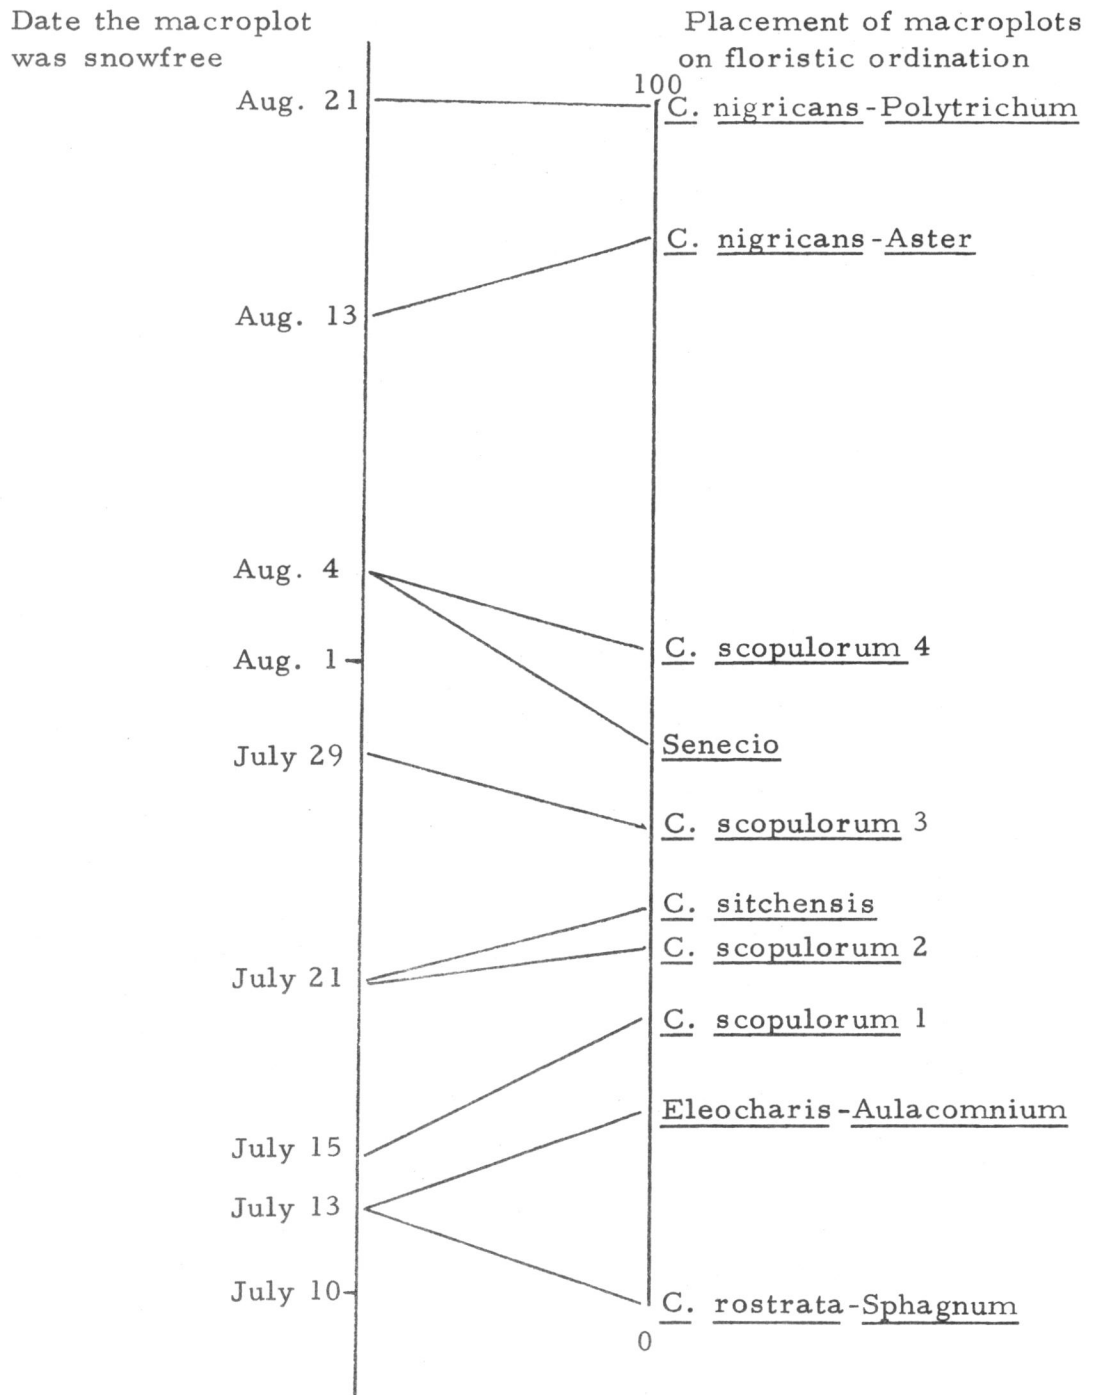 Date the macroplot
was snowfree
Placement of macroplots
on floristic ordination
100
Aug. 21
C. nigricans-Polytrichum
C. nigricans-Aster
Aug. 13
Aug. 4
C. scopulorum 4
Aug. 1
Senecio
July 29
C. scopulorum 3
C. sitchensis
C. scopulorum 2
July 21
C. scopulorum 1
Eleocharis-Aulacomnium
July 15
July 13
July 10
C. rostrata-Sphagnum
0